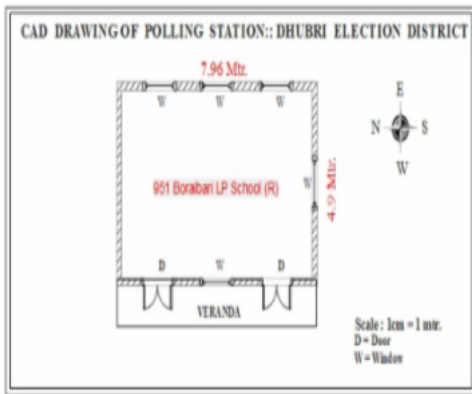 CAD DRAWING OF POLLING STATION:: DHUBRI ELECTION DISTRICT
7.96 Mtr.
W W W
E
N S
W
W
4.9 Mtr.
951 Boraibari LP School (R)
D W D
VERANDA
Scale : 1cm = 1 mtr.
D = Door
W = Window